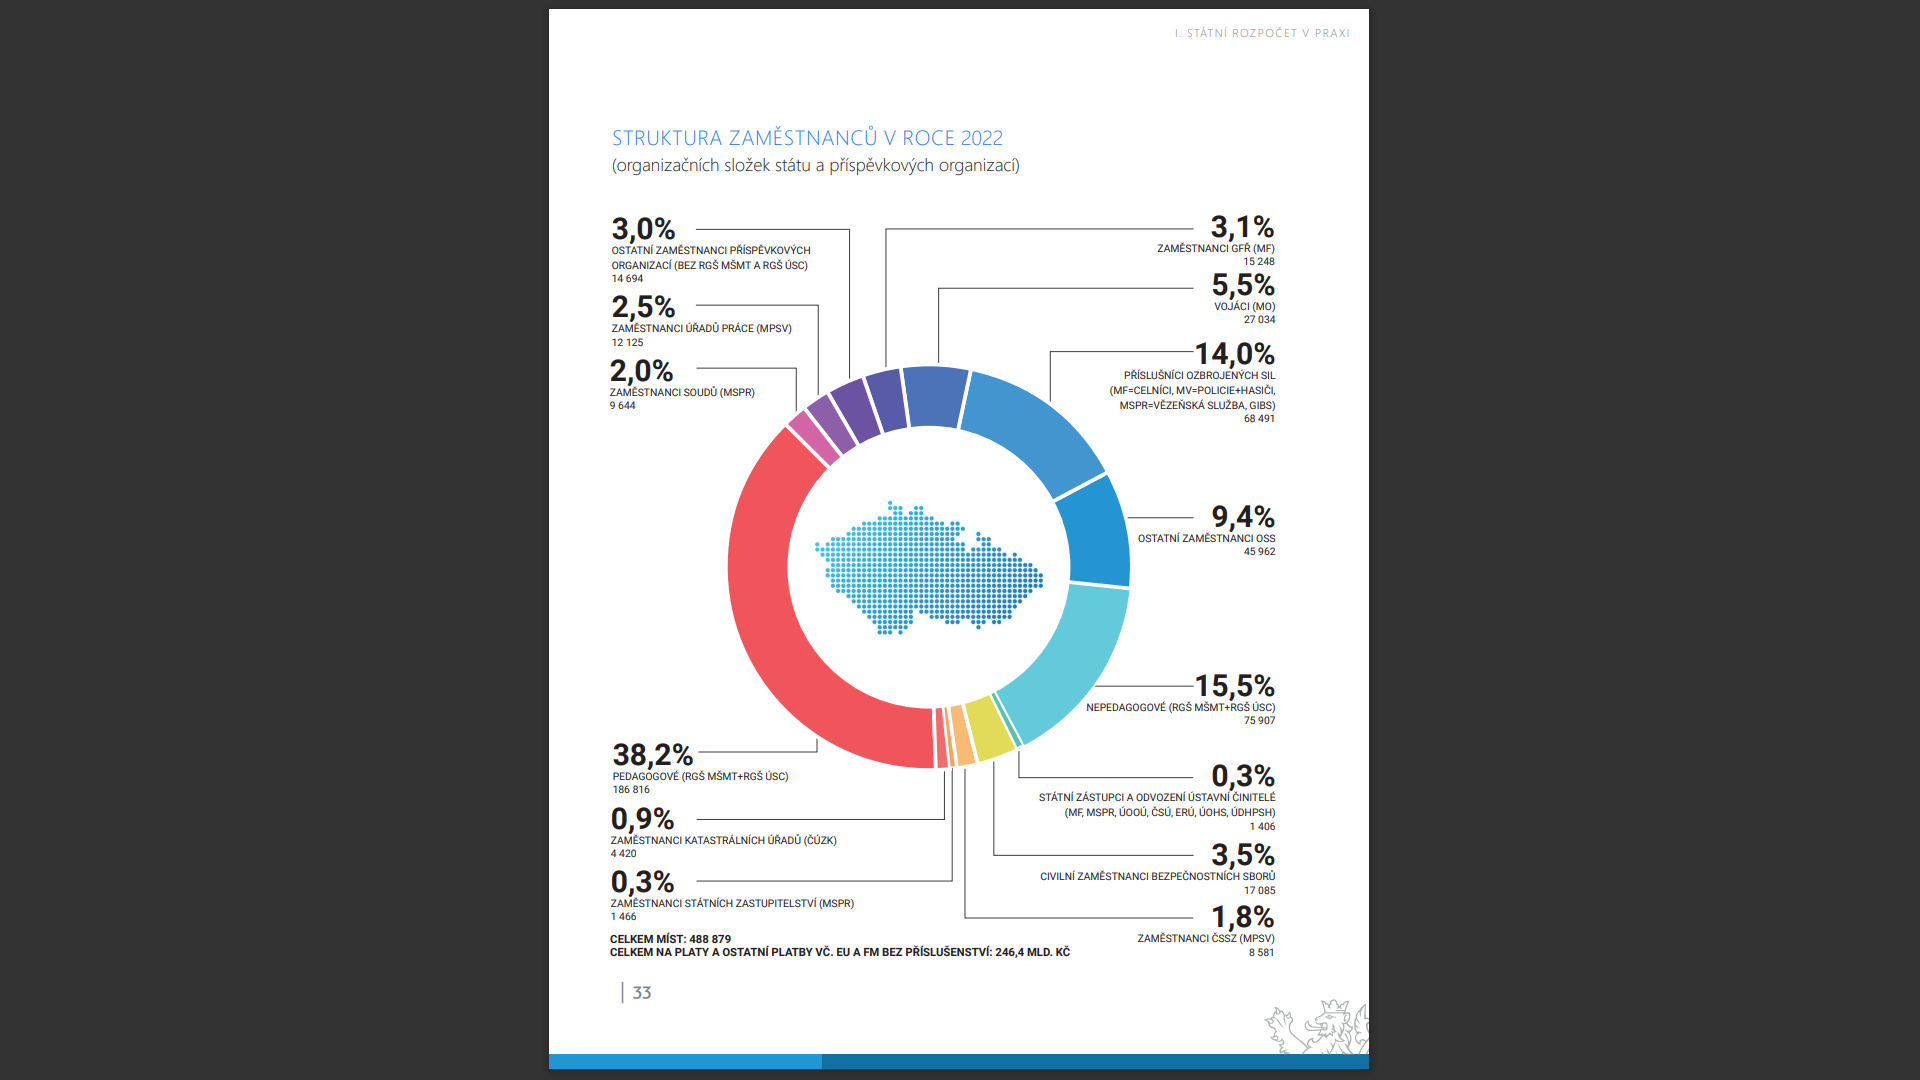 I. STÁTNÍ ROZPOČET V PRAXI
STRUKTURA ZAMĚSTNANCŮ V ROCE 2022
(organizačních složek státu a příspěvkových organizací)
3,0%
OSTATNÍ ZAMĚSTNANCI PŘÍSPĚVKOVÝCH
ORGANIZACÍ (BEZ RGŠ MŠMT A RGŠ ÚSC)
14 694
2,5%
ZAMĚSTNANCI ÚŘADŮ PRÁCE (MPSV)
12 125
2,0%
ZAMĚSTNANCI SOUDŮ (MSPR)
9 644
3,1%
ZAMĚSTNANCI GFŘ (MF)
15 248
5,5%
VOJÁCI (MO)
27 034
14,0%
PŘÍSLUŠNÍCI OZBROJENÝCH SIL
(MF=CELNÍCI, MV=POLICIE+HASIČI,
MSPR=VĚZEŇSKÁ SLUŽBA, GIBS)
68 491
9,4%
OSTATNÍ ZAMĚSTNANCI OSS
45 962
15,5%
NEPEDAGOGOVÉ (RGŠ MŠMT+RGŠ ÚSC)
75 907
0,3%
STÁTNÍ ZÁSTUPCI A ODVOZENÍ ÚSTAVNÍ ČINITELÉ
(MF, MSPR, ÚOOÚ, ČSÚ, ERÚ, ÚOHS, ÚDHPSH)
1 406
3,5%
CIVILNÍ ZAMĚSTNANCI BEZPEČNOSTNÍCH SBORŮ
17 085
1,8%
ZAMĚSTNANCI ČSSZ (MPSV)
8 581
38,2%
PEDAGOGOVÉ (RGŠ MŠMT+RGŠ ÚSC)
186 816
0,9%
ZAMĚSTNANCI KATASTRÁLNÍCH ÚŘADŮ (ČÚZK)
4 420
0,3%
ZAMĚSTNANCI STÁTNÍCH ZASTUPITELSTVÍ (MSPR)
1 466
CELKEM MÍST: 488 879
CELKEM NA PLATY A OSTATNÍ PLATBY VČ. EU A FM BEZ PŘÍSLUŠENSTVÍ: 246,4 MLD. KČ
33